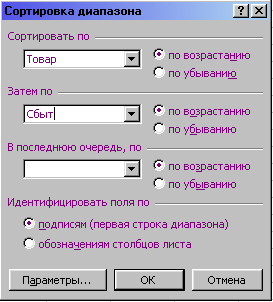 Сортировка диапазона
Сортировать по
Товар
по возрастанию
по убыванию
Затем по
Сбыт
по возрастанию
по убыванию
В последнюю очередь, по
по возрастанию
по убыванию
Идентифицировать поля по
подписям (первая строка диапазона)
обозначениям столбцов листа
Параметры...
ОК
Отмена